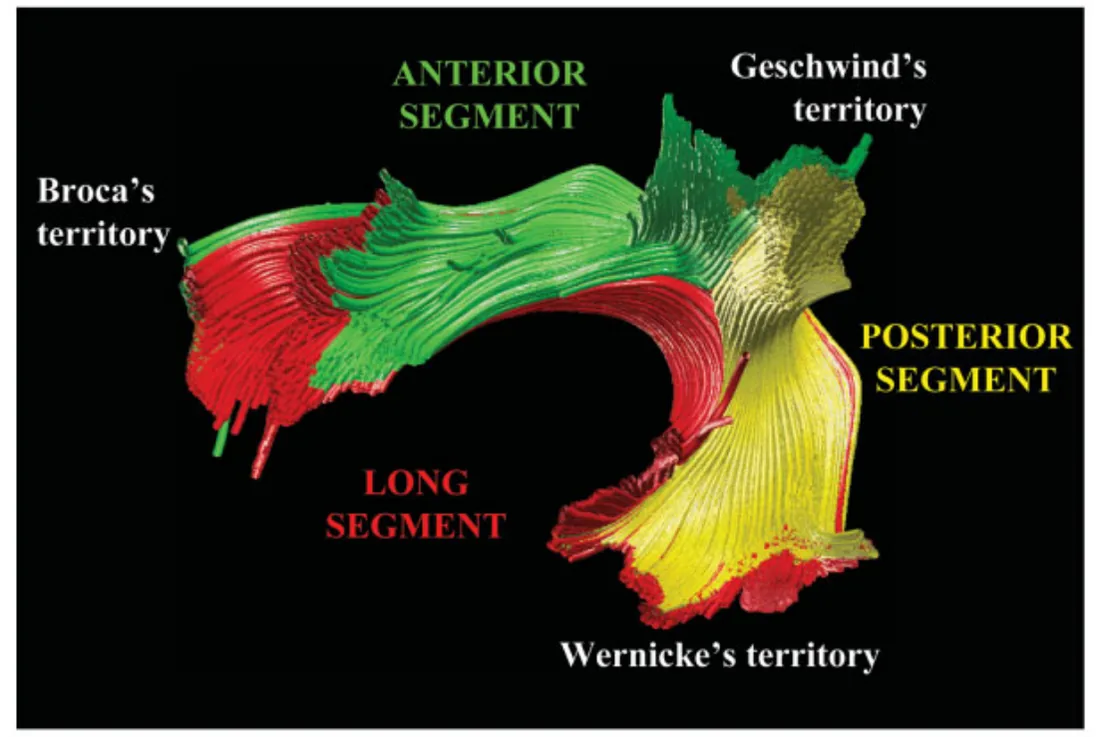 ANTERIOR
SEGMENT
Geschwind’s
territory
Broca’s
territory
POSTERIOR
SEGMENT
LONG
SEGMENT
Wernicke’s territory